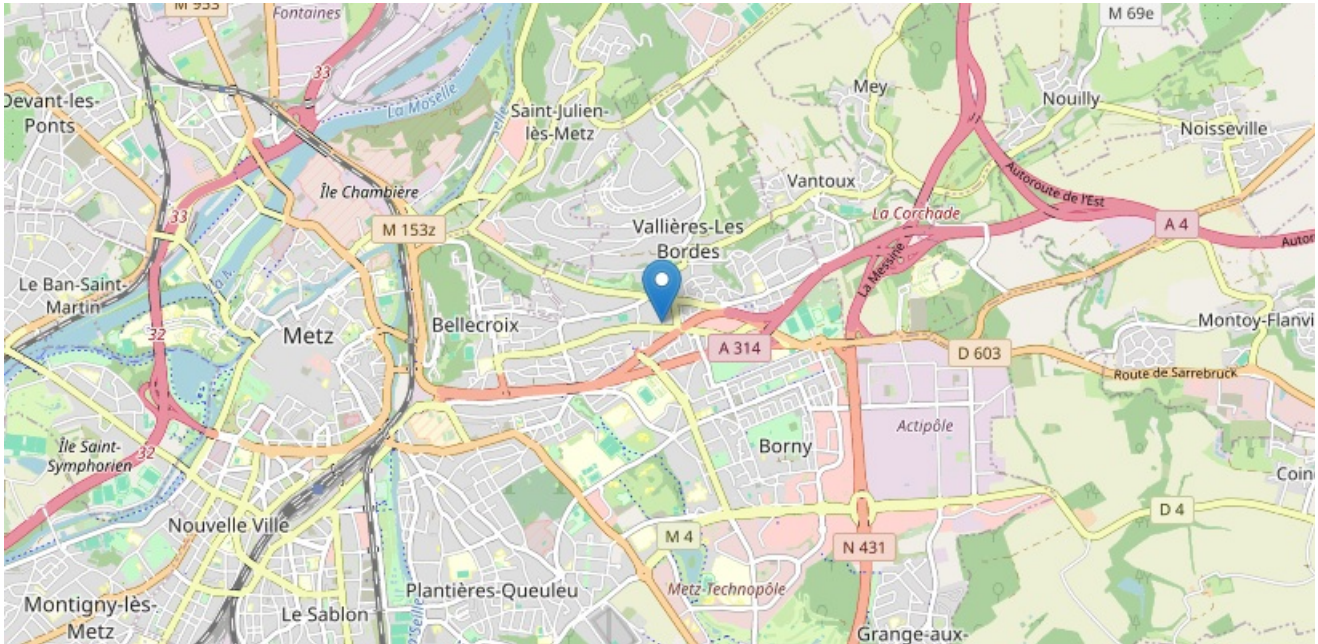 M 953
Fontaines
M 69e
33
Devant-les-
Ponts
La Moselle
Saint-Julien-
lès-Metz
Mey
Nouilly
Noisseville
Île Chambière
Vantoux
Autoroute de l'Est
33
M 153z
Vallières-Les
Bordes
La Corchade
A 4
Autor
La Messine
Le Ban-Saint-
Martin
32
Metz
Bellecroix
A 314
D 603
Montoy-Flanvi
Route de Sarrebruck
Île Saint-
Symphorien
32
Borny
Actipôle
Coin
Nouvelle Ville
M 4
D 4
N 431
Plantières-Queuleu
Metz-Technopôle
Montigny-lès-
Metz
Le Sablon
Grange-aux-